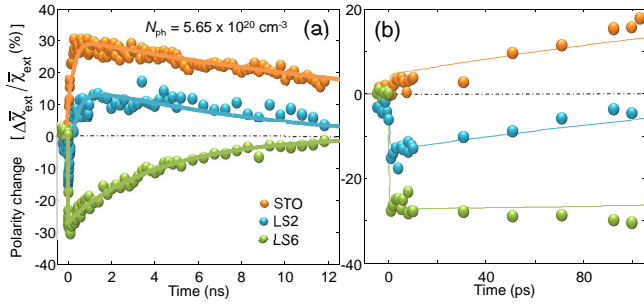 N_ph = 5.65 x 10^20 cm^-3 (a)
(b)
Polarity change [ Δχ̅_ext / χ̅_ext (%) ]
40
30
20
10
0
-10
-20
-30
-40
STO
LS2
LS6
0 2 4 6 8 10 12
Time (ns)
20
0
-20
-40
0 50 100
Time (ps)